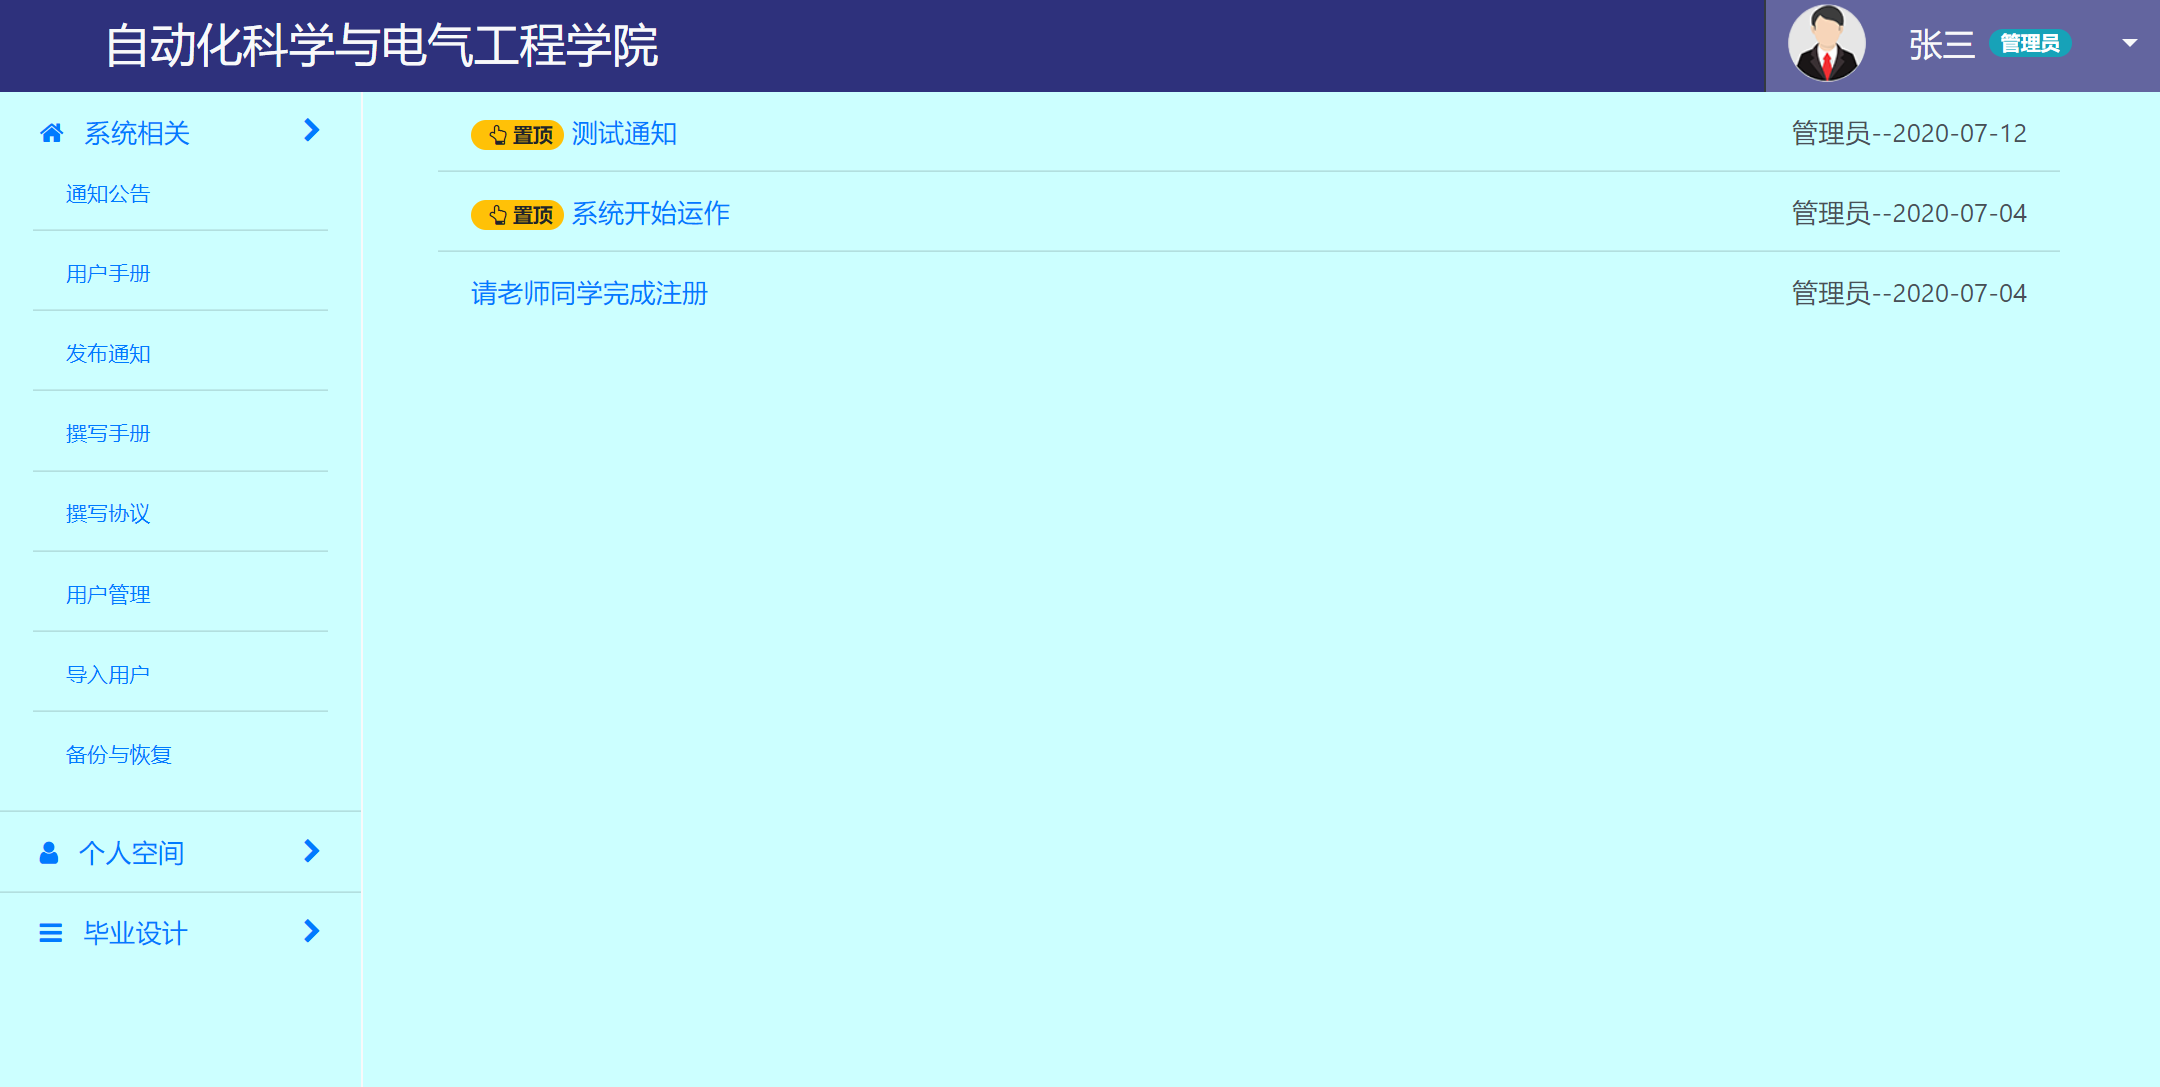 自动化科学与电气工程学院
张三 管理员
系统相关
通知公告
用户手册
发布通知
撰写手册
撰写协议
用户管理
导入用户
备份与恢复
个人空间
毕业设计
置顶 测试通知 管理员--2020-07-12
置顶 系统开始运作 管理员--2020-07-04
请老师同学完成注册 管理员--2020-07-04